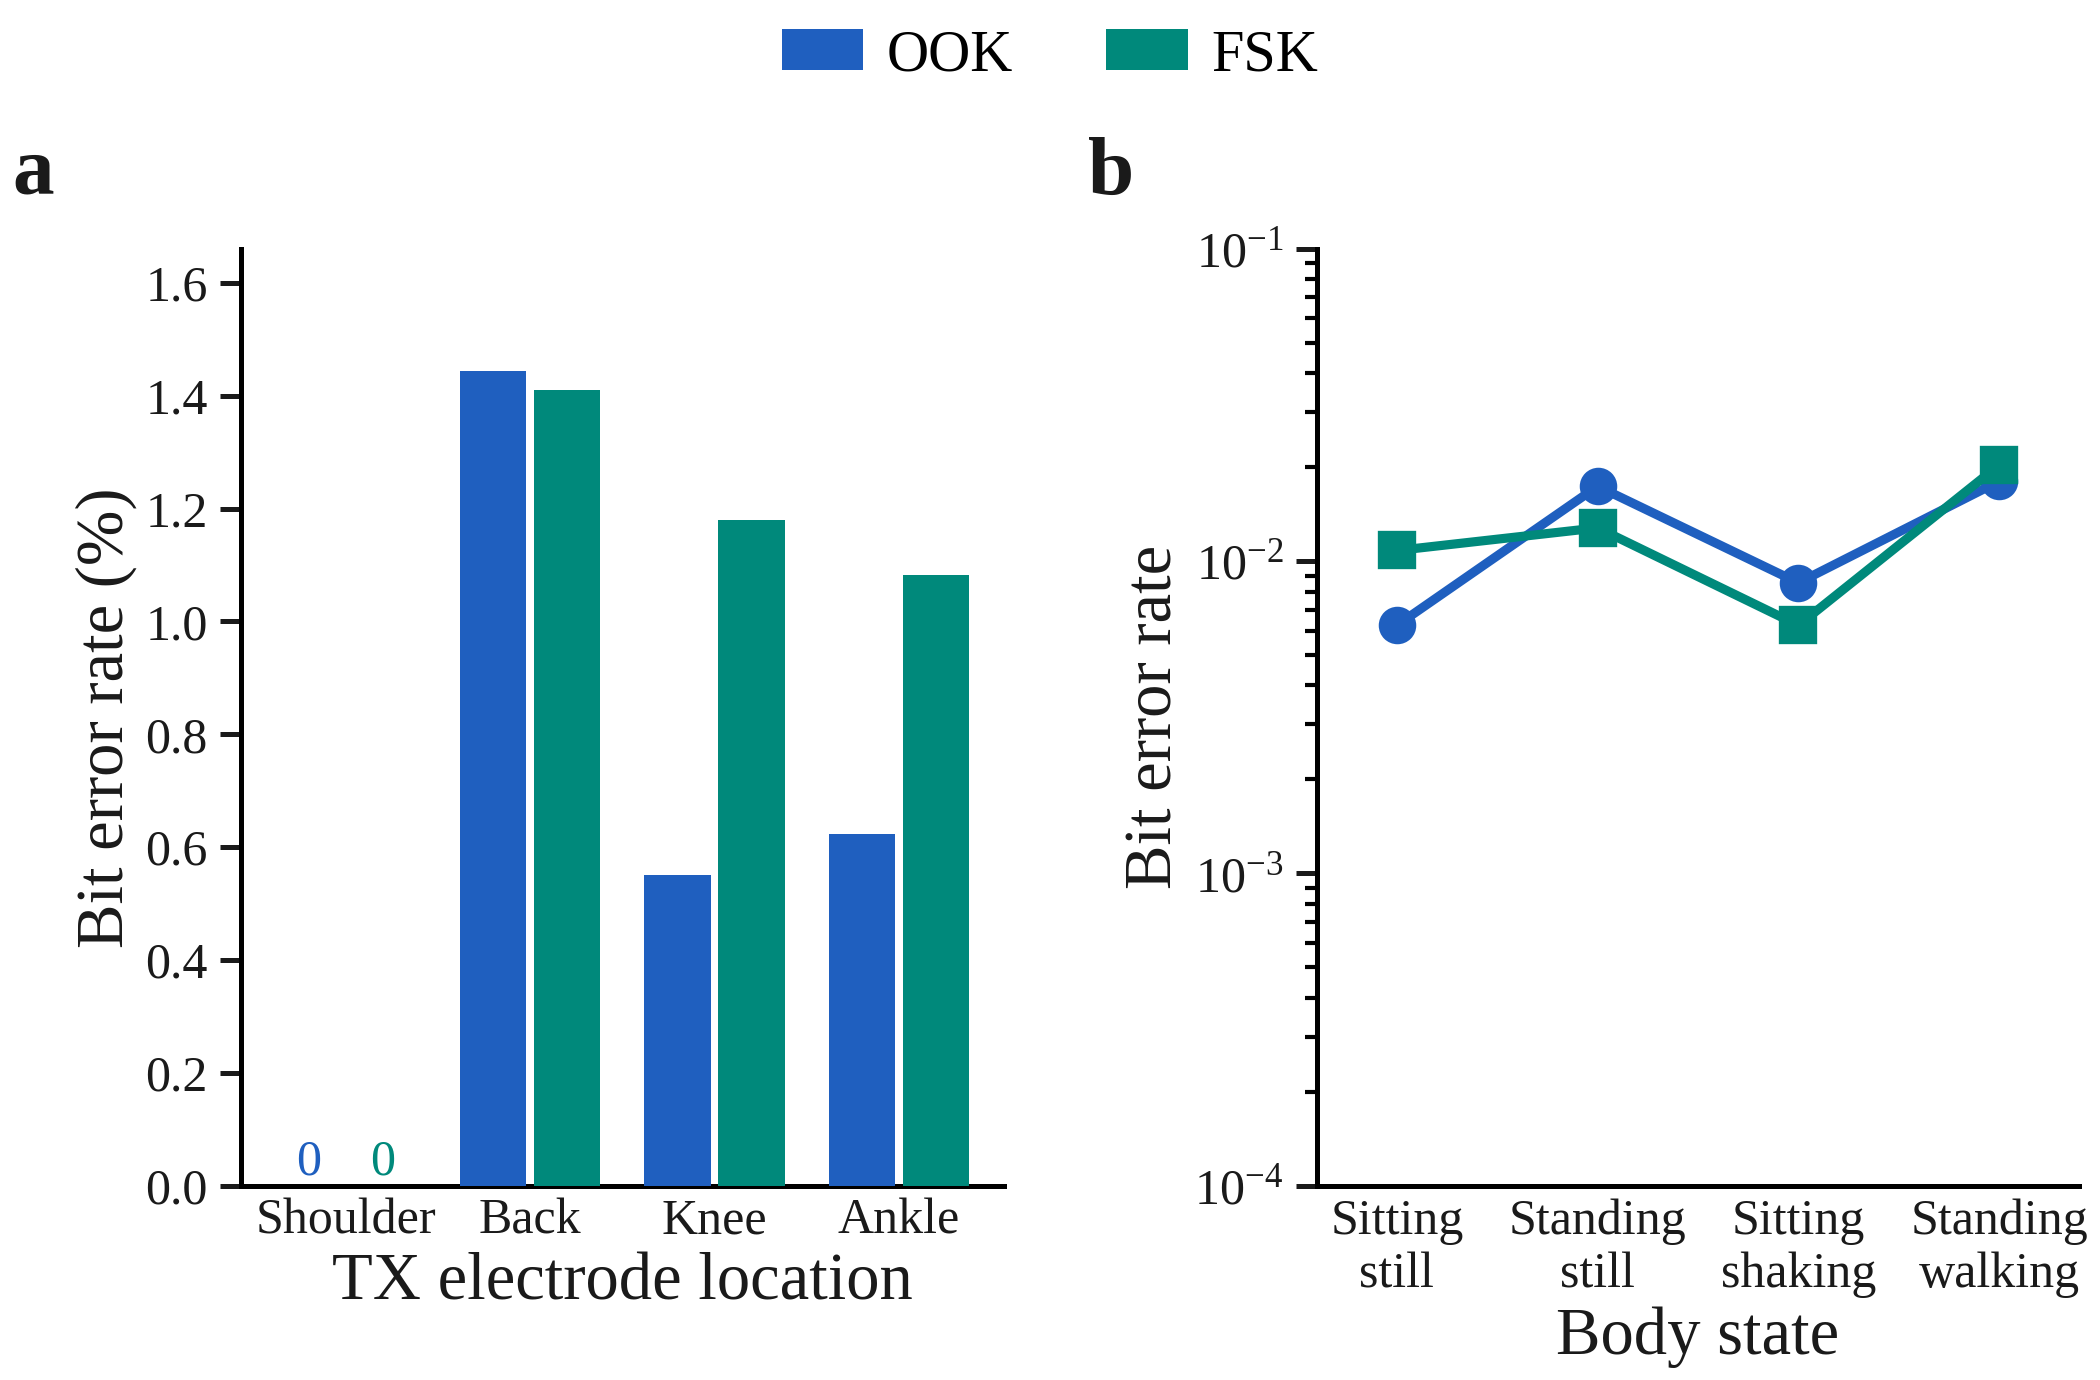 OOK FSK
a
b
Bit error rate (%)
1.6
1.4
1.2
1.0
0.8
0.6
0.4
0.2
0.0
0 0
Shoulder Back Knee Ankle
TX electrode location
Bit error rate
10⁻¹
10⁻²
10⁻³
10⁻⁴
Sitting still
Standing still
Sitting shaking
Standing walking
Body state